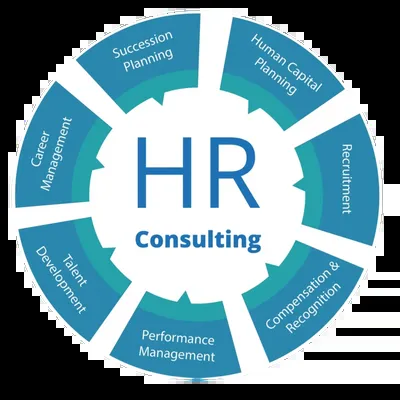 HR
Consulting
Human Capital
Planning
Recruitment
Compensation &
Recognition
Performance
Management
Talent
Development
Career
Management
Succession
Planning